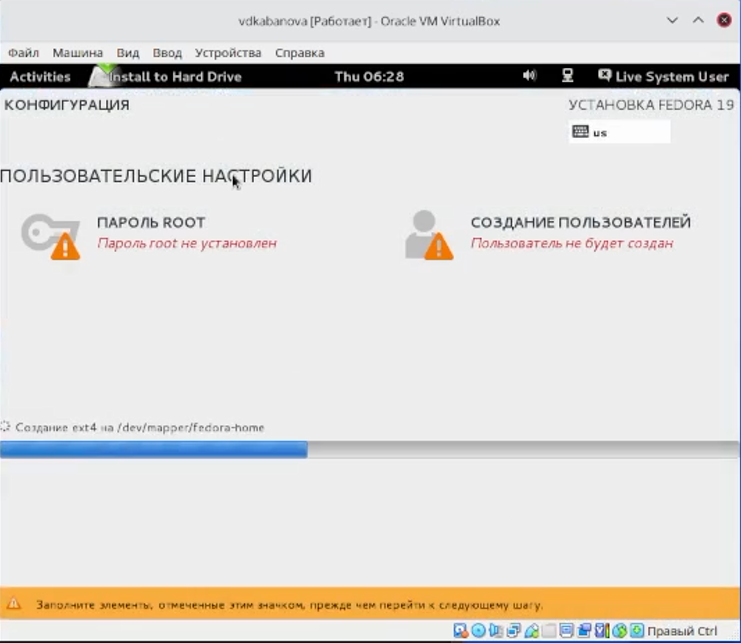 vdkabanova [Работает] - Oracle VM VirtualBox
Файл Машина Вид Ввод Устройства Справка
Activities Install to Hard Drive Thu 06:28 Live System User
КОНФИГУРАЦИЯ УСТАНОВКА FEDORA 19
us
ПОЛЬЗОВАТЕЛЬСКИЕ НАСТРОЙКИ
ПАРОЛЬ ROOT СОЗДАНИЕ ПОЛЬЗОВАТЕЛЕЙ
Пароль root не установлен Пользователь не будет создан
Создание ext4 на /dev/mapper/fedora-home
Заполните элементы, отмеченные этим значком, прежде чем перейти к следующему шагу.
Правый Ctrl